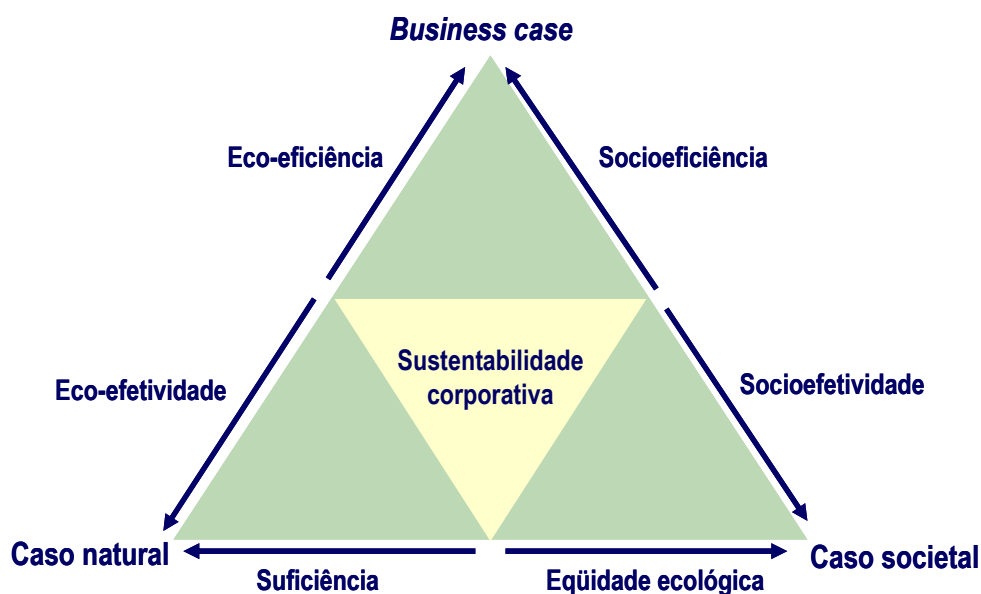 Business case
Eco-eficiência
Socioeficiência
Sustentabilidade
corporativa
Eco-efetividade
Socioefetividade
Caso natural
Caso societal
Suficiência
Eqüidade ecológica